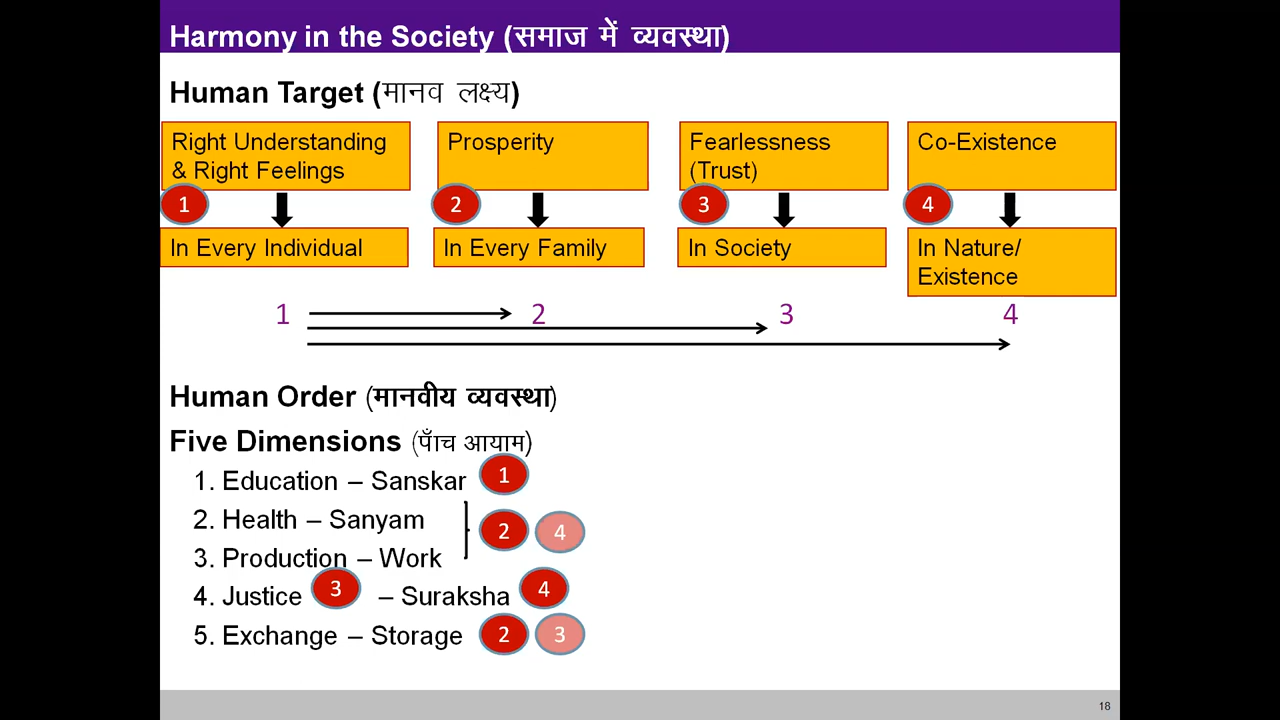 Harmony in the Society (समाज में व्यवस्था)
Human Target (मानव लक्ष्य)
Right Understanding
& Right Feelings
Prosperity
Fearlessness
(Trust)
Co-Existence
1
2
3
4
In Every Individual
In Every Family
In Society
In Nature/
Existence
1
2
3
4
Human Order (मानवीय व्यवस्था)
Five Dimensions (पाँच आयाम)
1. Education – Sanskar 1
2. Health – Sanyam
2 4
3. Production – Work
4. Justice 3 – Suraksha 4
5. Exchange – Storage 2 3
18